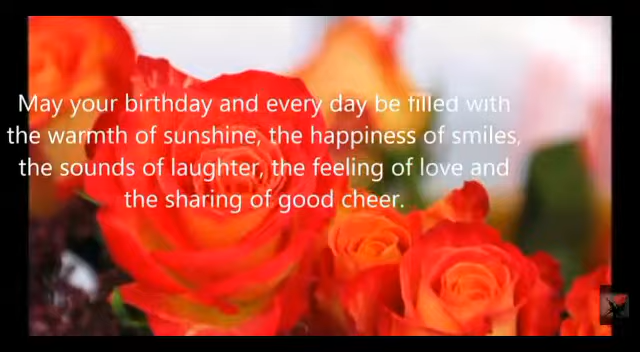 May your birthday and every day be filled with
the warmth of sunshine, the happiness of smiles,
the sounds of laughter, the feeling of love and
the sharing of good cheer.